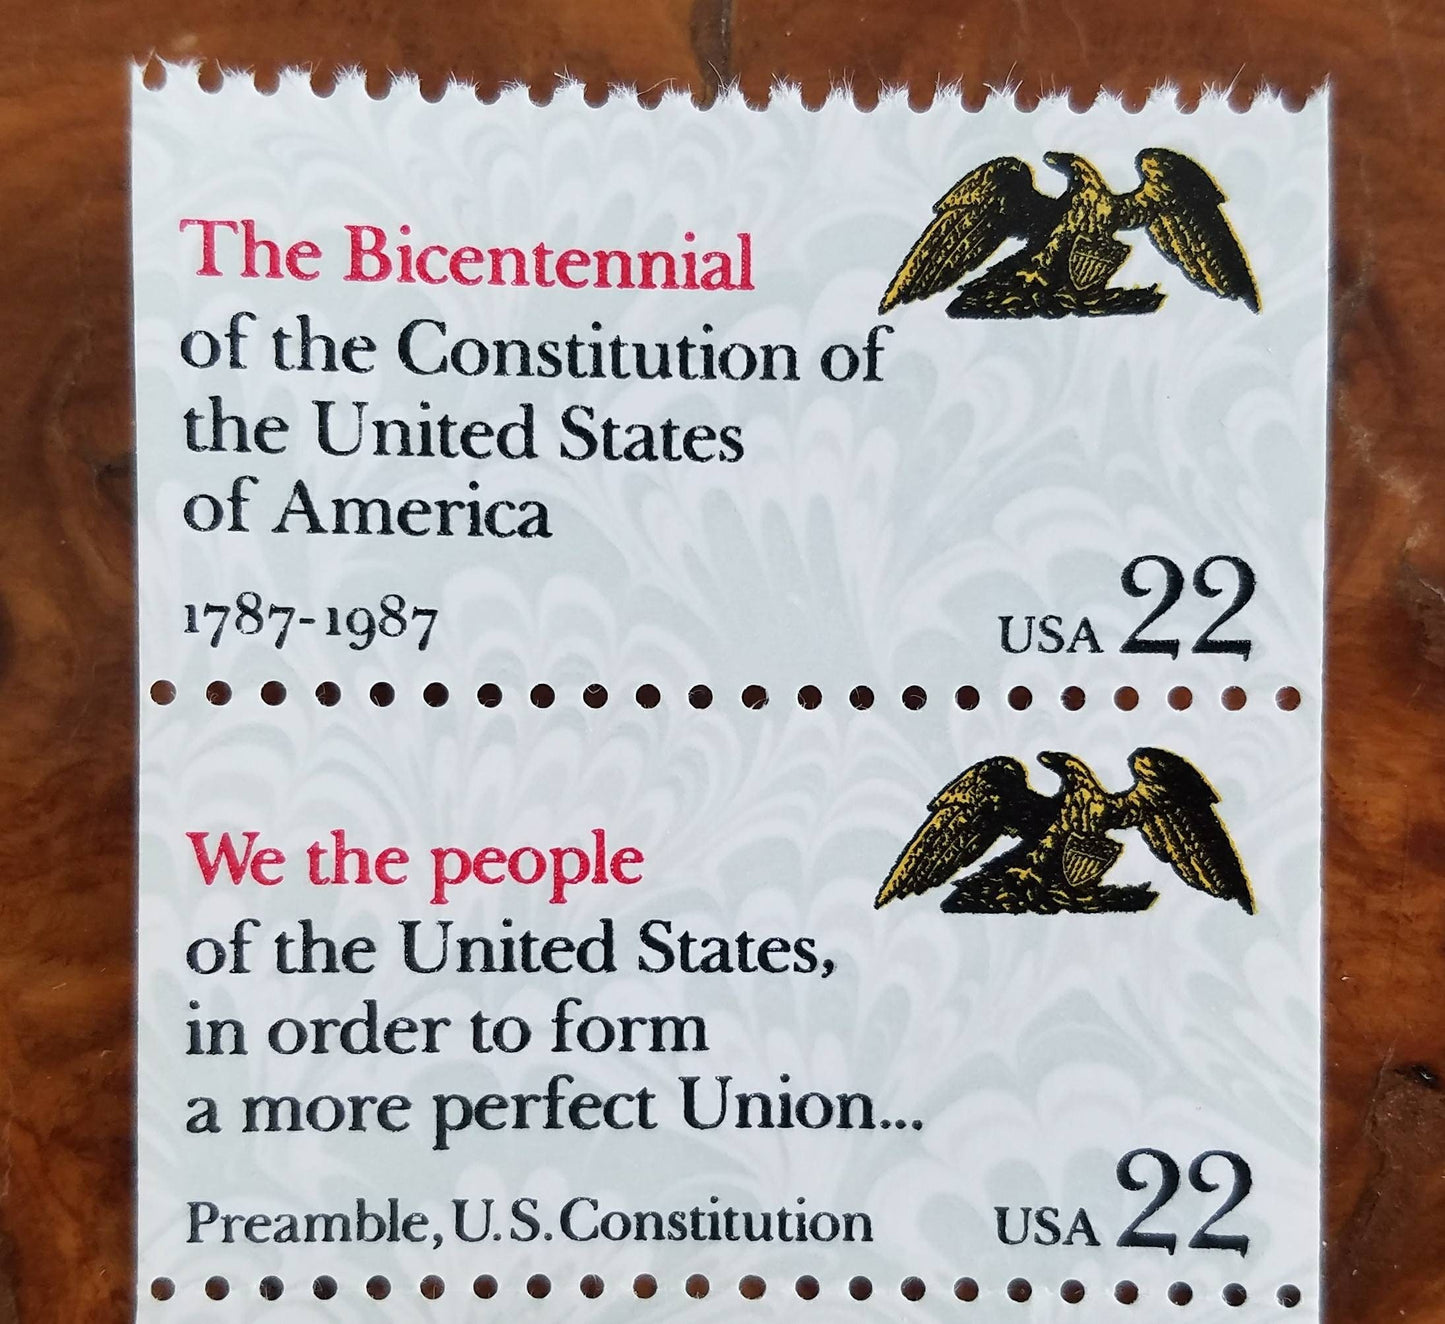 The Bicentennial
of the Constitution of
the United States
of America
1787-1987
USA 22
We the people
of the United States,
in order to form
a more perfect Union...
Preamble, U.S. Constitution
USA 22